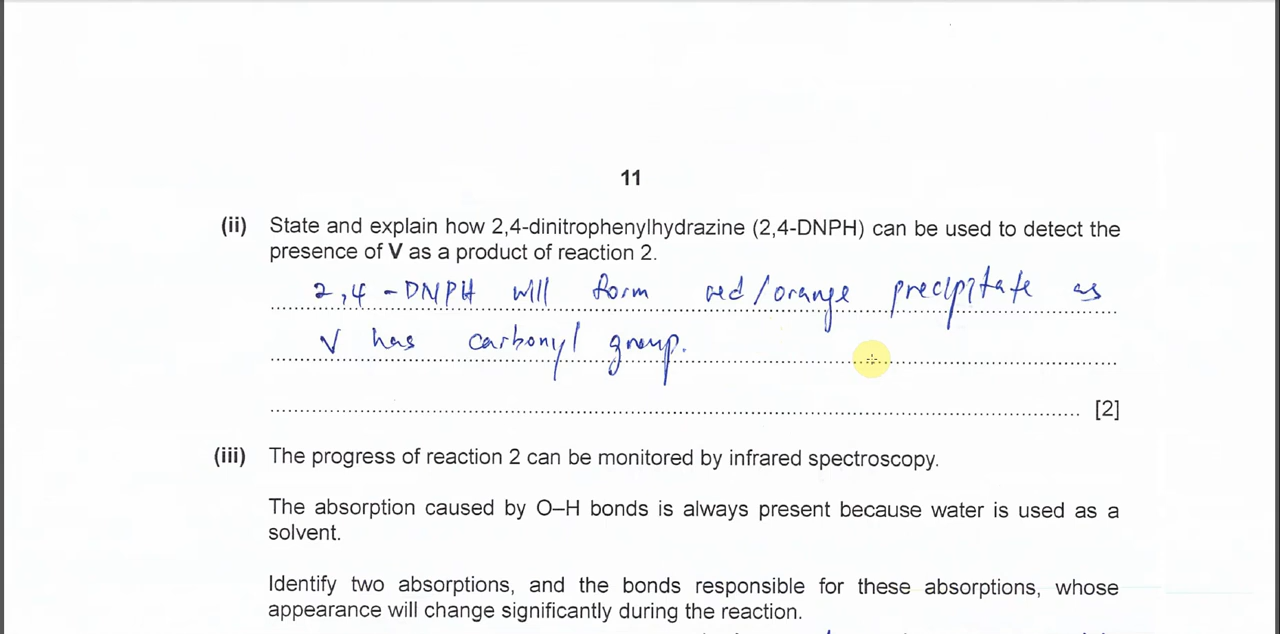 11
(ii) State and explain how 2,4-dinitrophenylhydrazine (2,4-DNPH) can be used to detect the
presence of V as a product of reaction 2.
2,4-DNPH will form red/orange precipitate as
V has carbonyl group.
[2]
(iii) The progress of reaction 2 can be monitored by infrared spectroscopy.
The absorption caused by O–H bonds is always present because water is used as a
solvent.
Identify two absorptions, and the bonds responsible for these absorptions, whose
appearance will change significantly during the reaction.